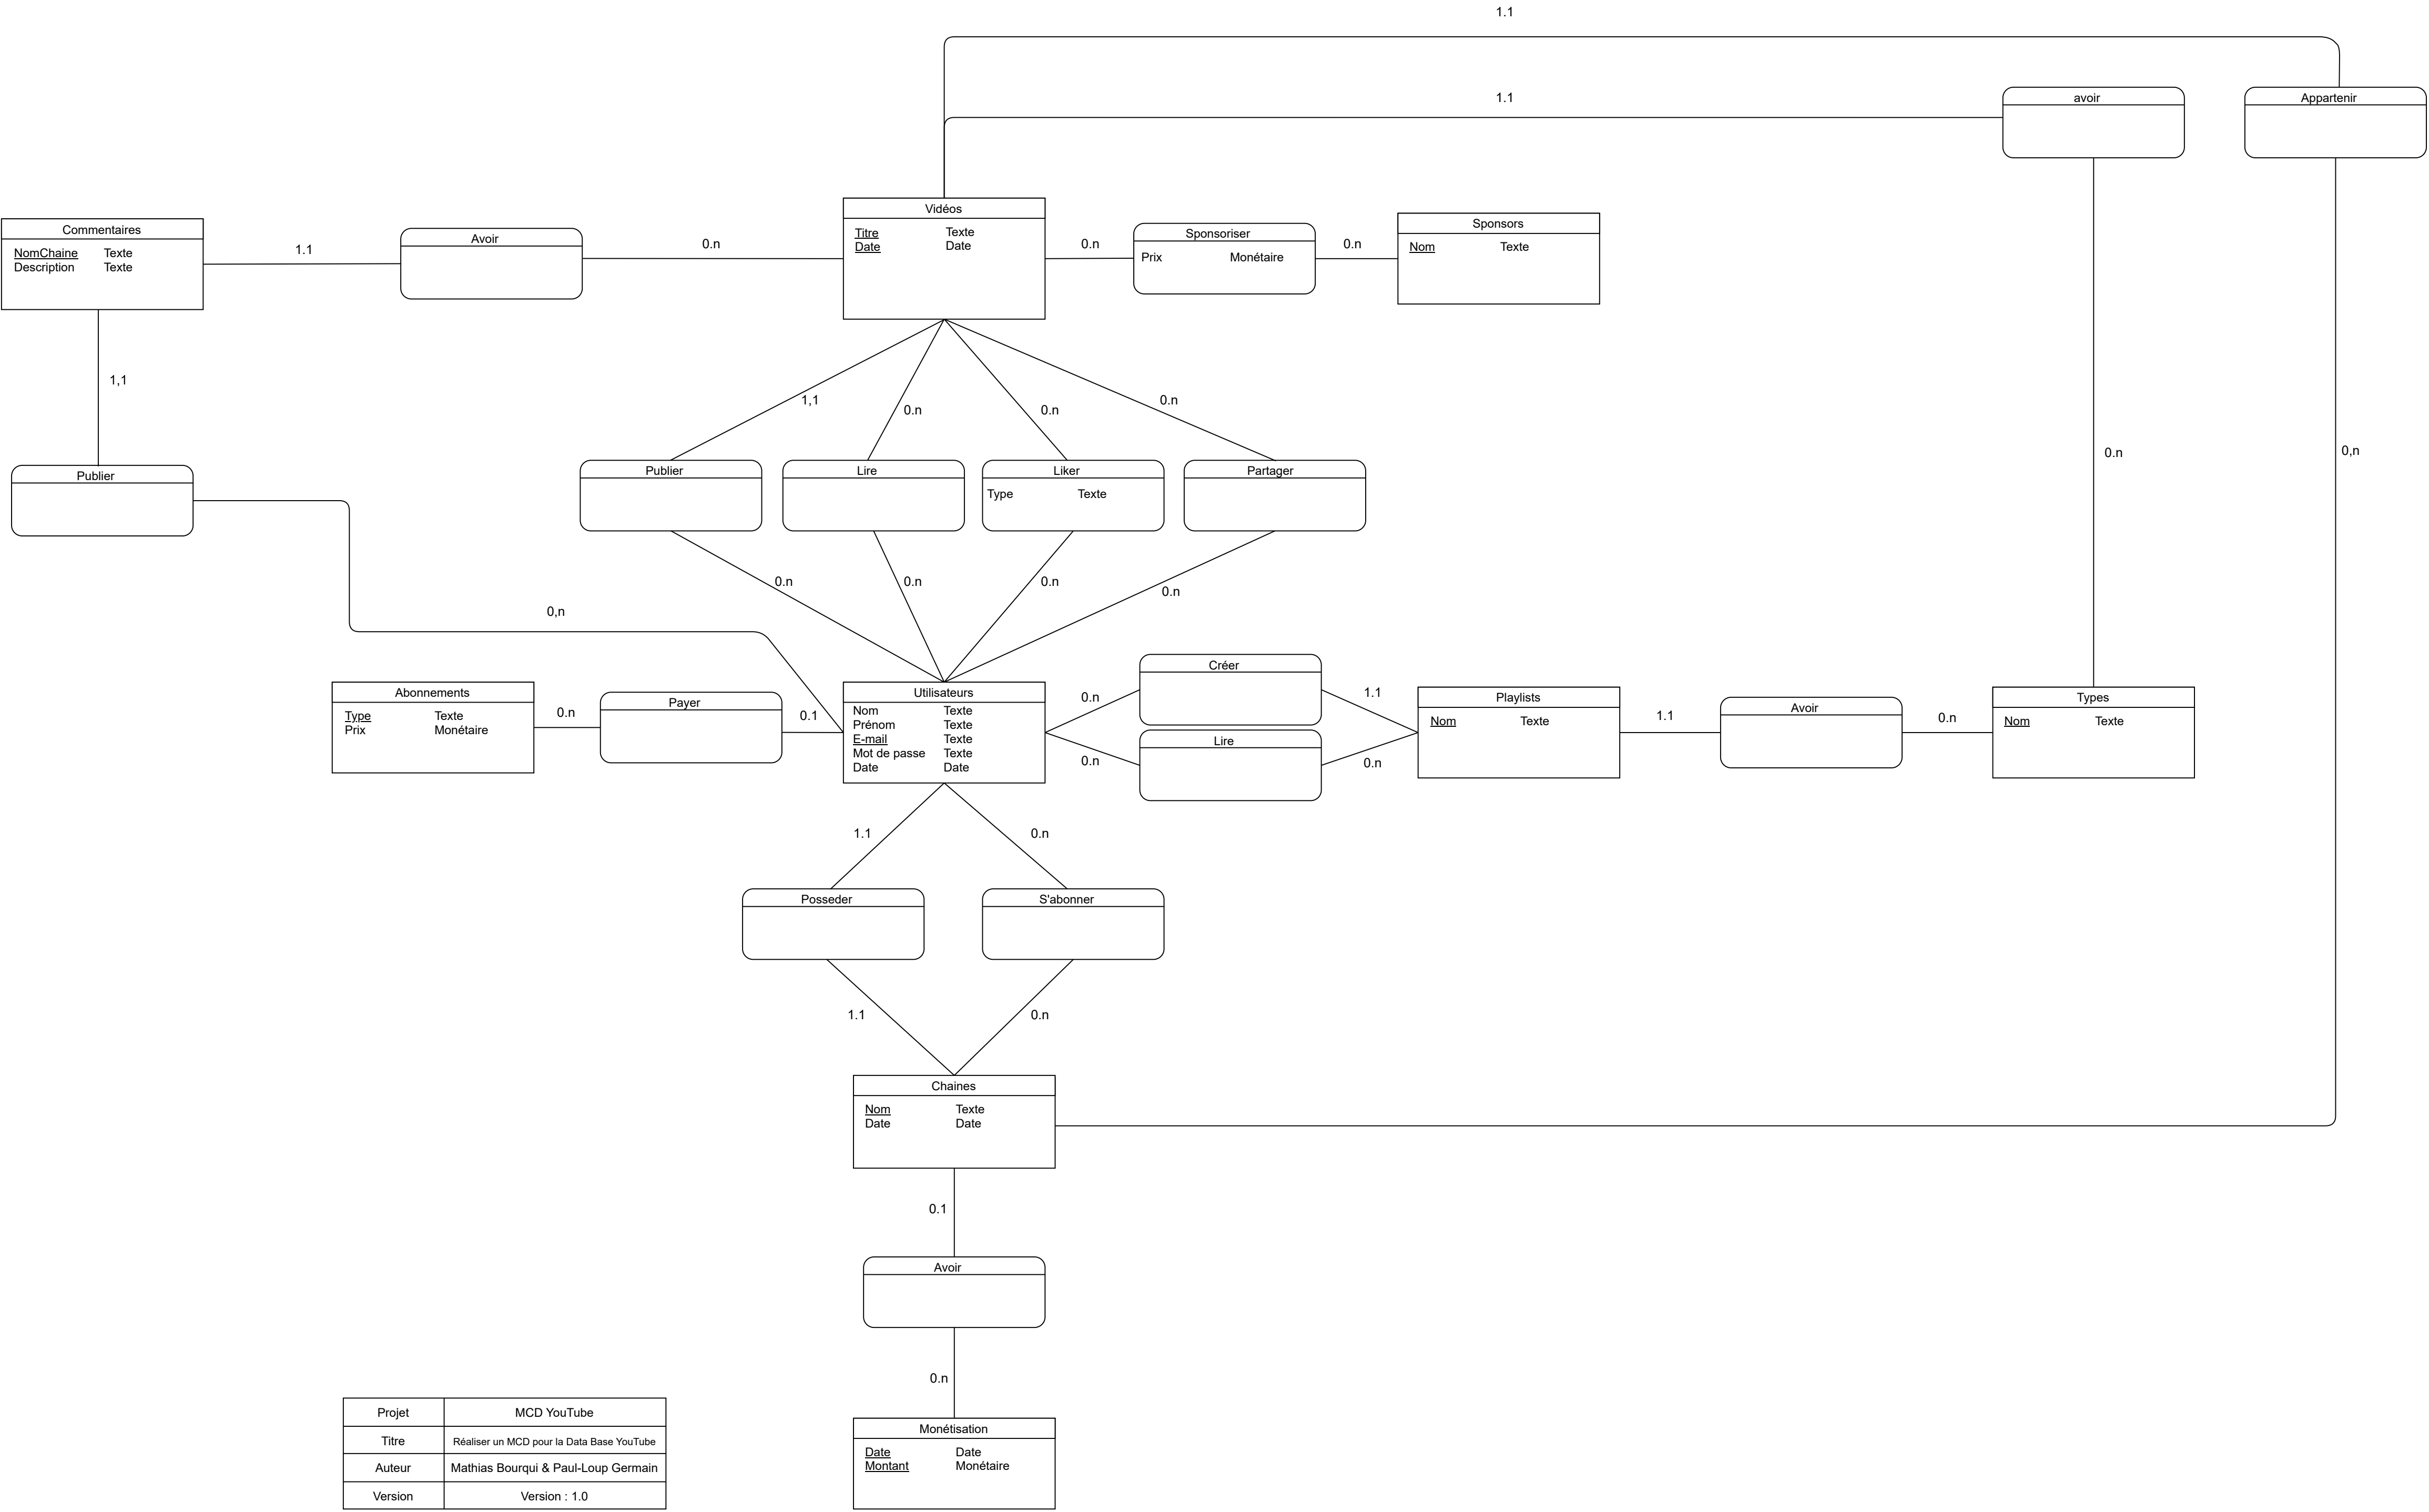 1.1
1.1
avoir
Appartenir
Vidéos
Titre Texte
Date Date
Commentaires
NomChaine Texte
Description Texte
1.1
Avoir
0.n
0.n
Sponsoriser
Prix Monétaire
0.n
Sponsors
Nom Texte
1,1
1,1
0.n
0.n
0.n
0.n
0,n
Publier
Publier
Lire
Liker
Type Texte
Partager
0.n
0.n
0.n
0.n
0,n
Abonnements
Type Texte
Prix Monétaire
0.n
Payer
0.1
Utilisateurs
Nom Texte
Prénom Texte
E-mail Texte
Mot de passe Texte
Date Date
0.n
0.n
Créer
Lire
1.1
0.n
Playlists
Nom Texte
1.1
Avoir
0.n
Types
Nom Texte
1.1
0.n
Posseder
S'abonner
1.1
0.n
Chaines
Nom Texte
Date Date
0.1
Avoir
0.n
Monétisation
Date Date
Montant Monétaire
Projet MCD YouTube
Titre Réaliser un MCD pour la Data Base YouTube
Auteur Mathias Bourqui & Paul-Loup Germain
Version Version : 1.0